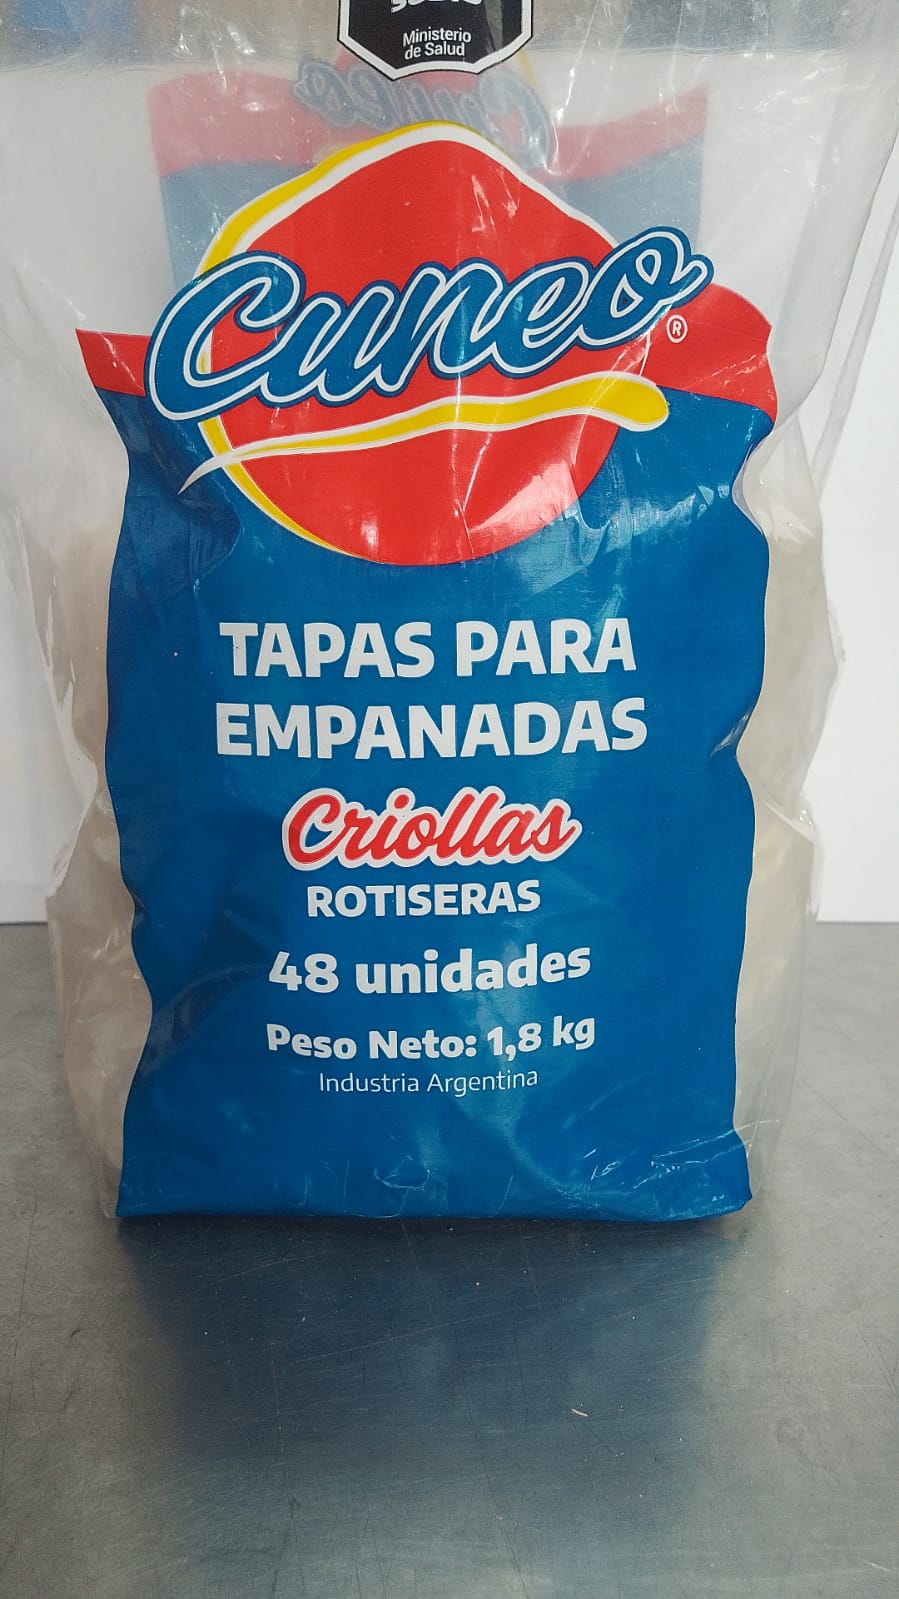 Ministerio
de Salud
Cuneo
®
TAPAS PARA
EMPANADAS
Criollas
ROTISERAS
48 unidades
Peso Neto: 1,8 kg
Industria Argentina